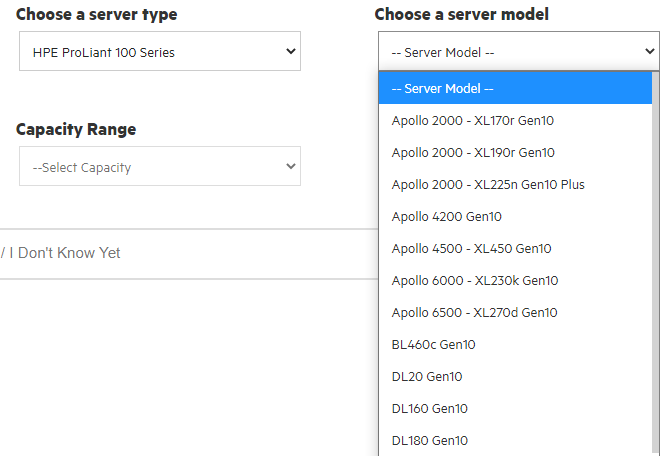 Choose a server type
HPE ProLiant 100 Series
Choose a server model
-- Server Model --
-- Server Model --
Apollo 2000 - XL170r Gen10
Apollo 2000 - XL190r Gen10
Apollo 2000 - XL225n Gen10 Plus
Apollo 4200 Gen10
Apollo 4500 - XL450 Gen10
Apollo 6000 - XL230k Gen10
Apollo 6500 - XL270d Gen10
BL460c Gen10
DL20 Gen10
DL160 Gen10
DL180 Gen10
Capacity Range
--Select Capacity
/ I Don't Know Yet